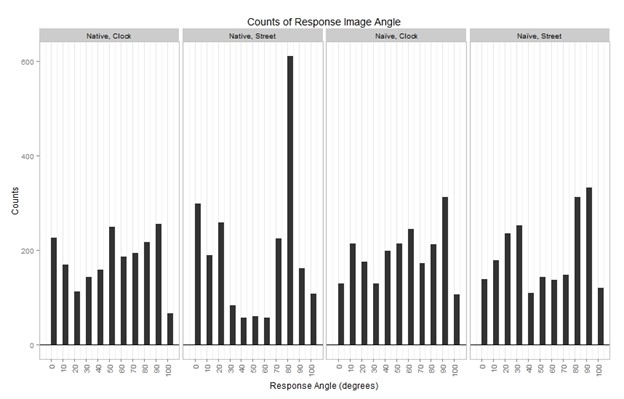 Counts of Response Image Angle
Native, Clock
Native, Street
Naïve, Clock
Naïve, Street
600
400
200
0
Counts
0 10 20 30 40 50 60 70 80 90 100
0 10 20 30 40 50 60 70 80 90 100
0 10 20 30 40 50 60 70 80 90 100
0 10 20 30 40 50 60 70 80 90 100
Response Angle (degrees)